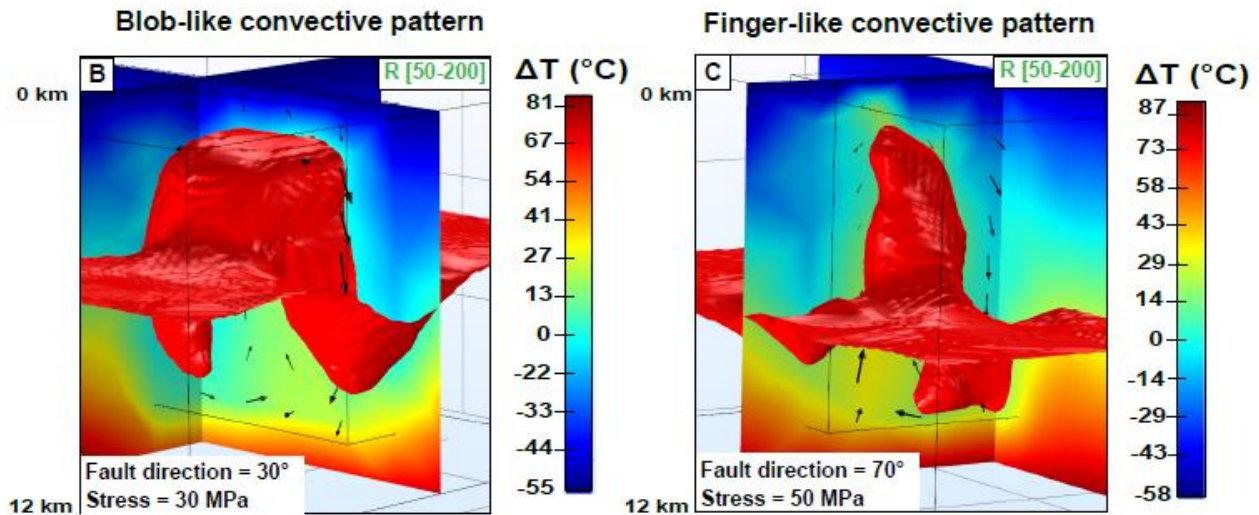 Blob-like convective pattern
B
R [50-200]
0 km
12 km
Fault direction = 30°
Stress = 30 MPa
ΔT (°C)
81
67
54
41
27
13
0
-22
-33
-44
-55
Finger-like convective pattern
C
R [50-200]
0 km
12 km
Fault direction = 70°
Stress = 50 MPa
ΔT (°C)
87
73
58
43
29
14
0
-14
-29
-43
-58